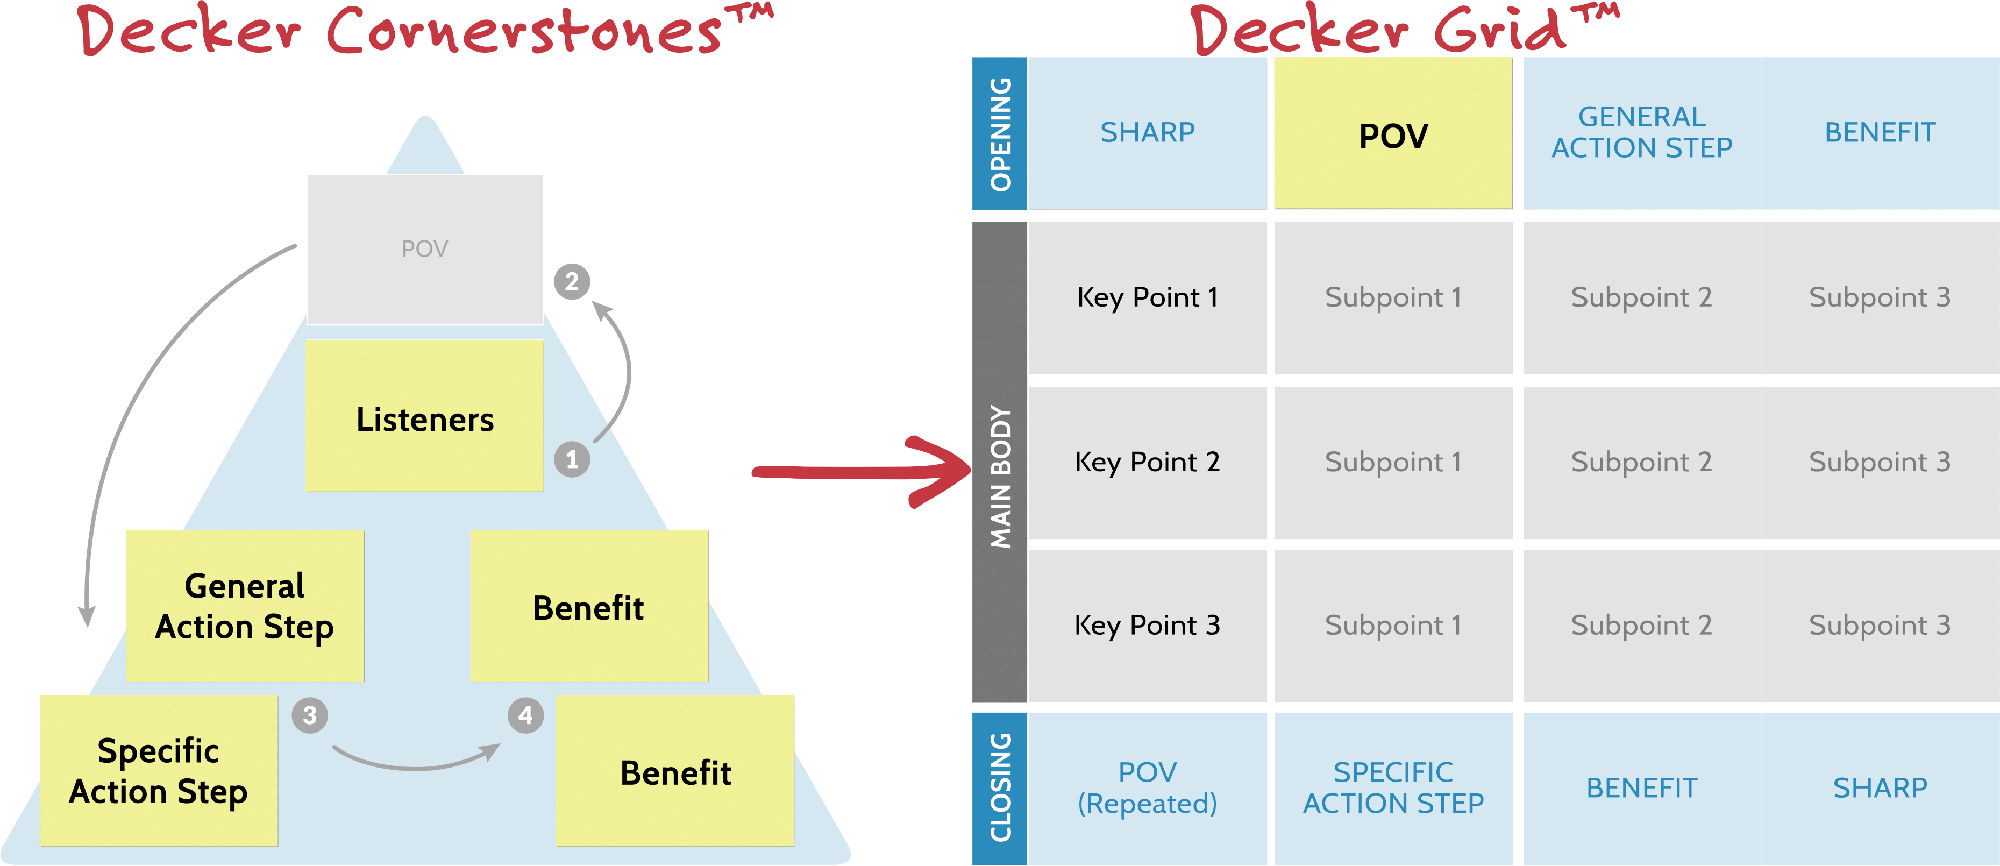 Decker Cornerstones™
POV
2
Listeners
1
General
Action Step
Benefit
3
4
Specific
Action Step
Benefit
Decker Grid™
OPENING
SHARP
POV
GENERAL
ACTION STEP
BENEFIT
MAIN BODY
Key Point 1
Subpoint 1
Subpoint 2
Subpoint 3
Key Point 2
Subpoint 1
Subpoint 2
Subpoint 3
Key Point 3
Subpoint 1
Subpoint 2
Subpoint 3
CLOSING
POV
(Repeated)
SPECIFIC
ACTION STEP
BENEFIT
SHARP